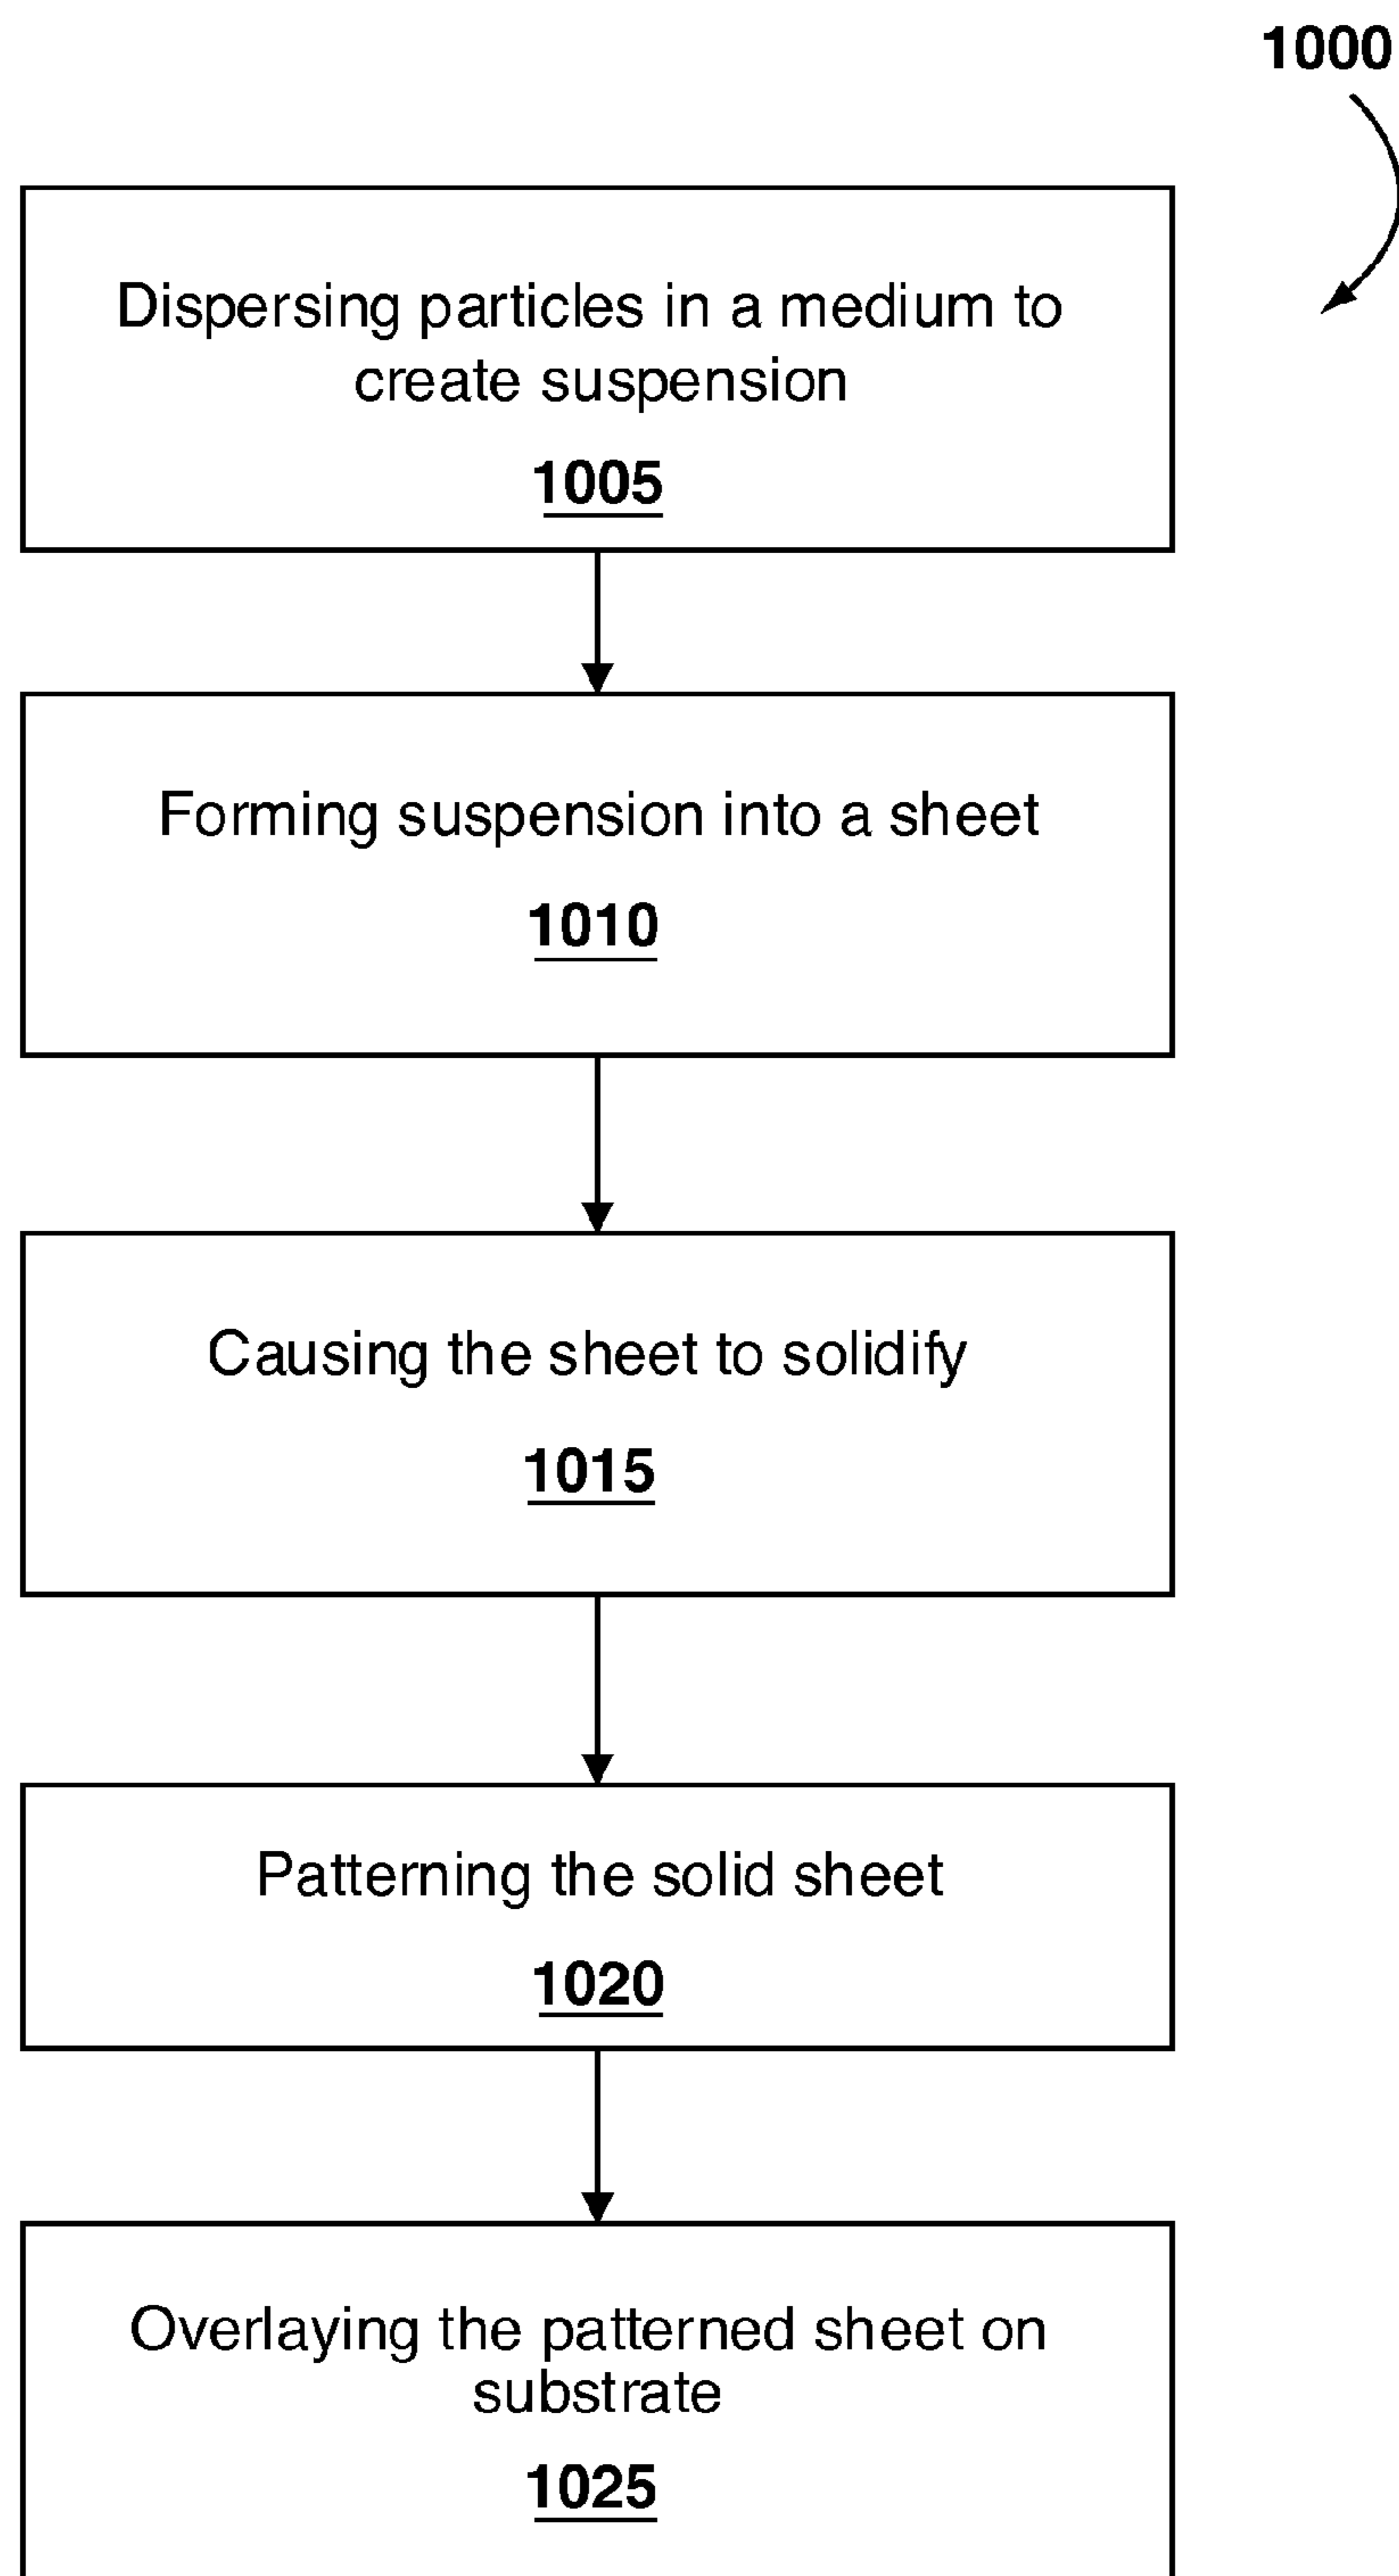 1000
Dispersing particles in a medium to
create suspension
1005
Forming suspension into a sheet
1010
Causing the sheet to solidify
1015
Patterning the solid sheet
1020
Overlaying the patterned sheet on
substrate
1025